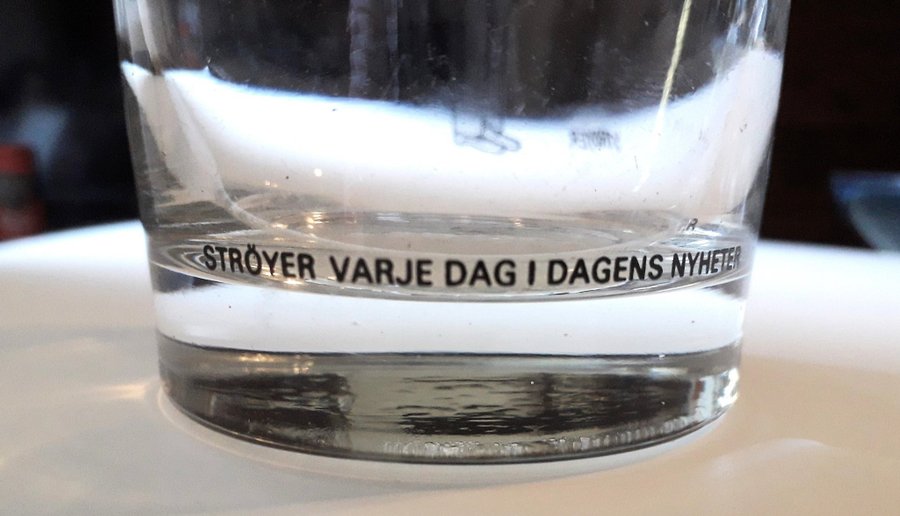 STRÖYER VARJE DAG I DAGENS NYHETER